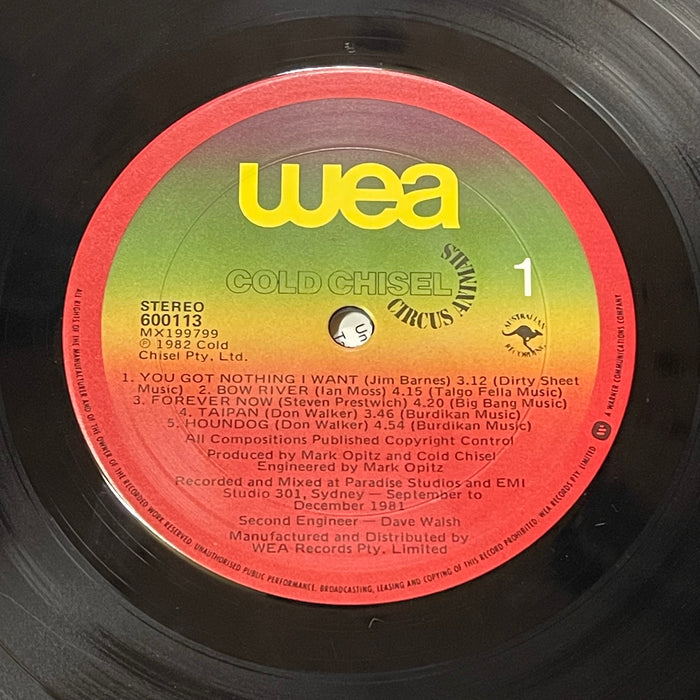 wea
COLD CHISEL
CIRCUS ANIMALS
1
STEREO
600113
MX199799
℗ 1982 Cold
Chisel Pty. Ltd.
AUSTRALIAN
RECORDING
1. YOU GOT NOTHING I WANT (Jim Barnes) 3.12 (Dirty Sheet
Music) 2. BOW RIVER (Ian Moss) 4.15 (Talgo Fella Music)
3. FOREVER NOW (Steven Prestwich) 4.20 (Big Bang Music)
4. TAIPAN (Don Walker) 3.46 (Burdikan Music)
5. HOUNDOG (Don Walker) 4.54 (Burdikan Music)
All Compositions Published Copyright Control
Produced by Mark Opitz and Cold Chisel
Engineered by Mark Opitz
Recorded and Mixed at Paradise Studios and EMI
Studio 301, Sydney — September to
December 1981
Second Engineer — Dave Walsh
Manufactured and Distributed by
WEA Records Pty. Limited
ALL RIGHTS OF THE MANUFACTURER AND OF THE OWNER OF THE RECORDED WORK RESERVED. UNAUTHORISED PUBLIC PERFORMANCE, BROADCASTING, LEASING AND COPYING OF THIS RECORD PROHIBITED. WEA RECORDS PTY. LIMITED
A WARNER COMMUNICATIONS COMPANY